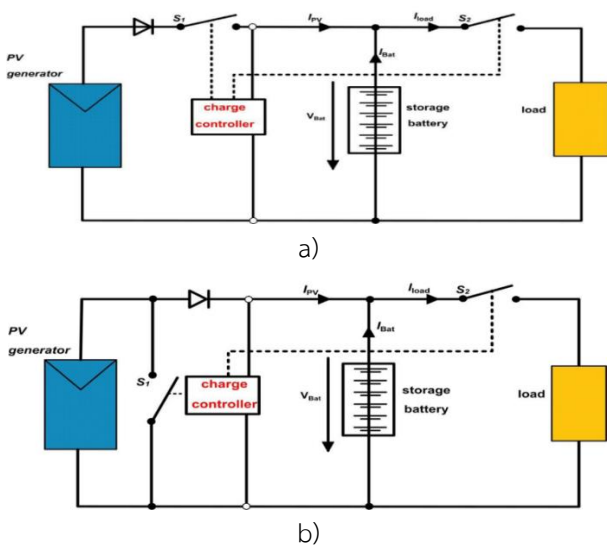 PV
generator
S1
IPV
Iload
S2
IBat
charge
controller
VBat
storage
battery
load
a)
PV
generator
S1
IPV
Iload
S2
IBat
charge
controller
VBat
storage
battery
load
b)